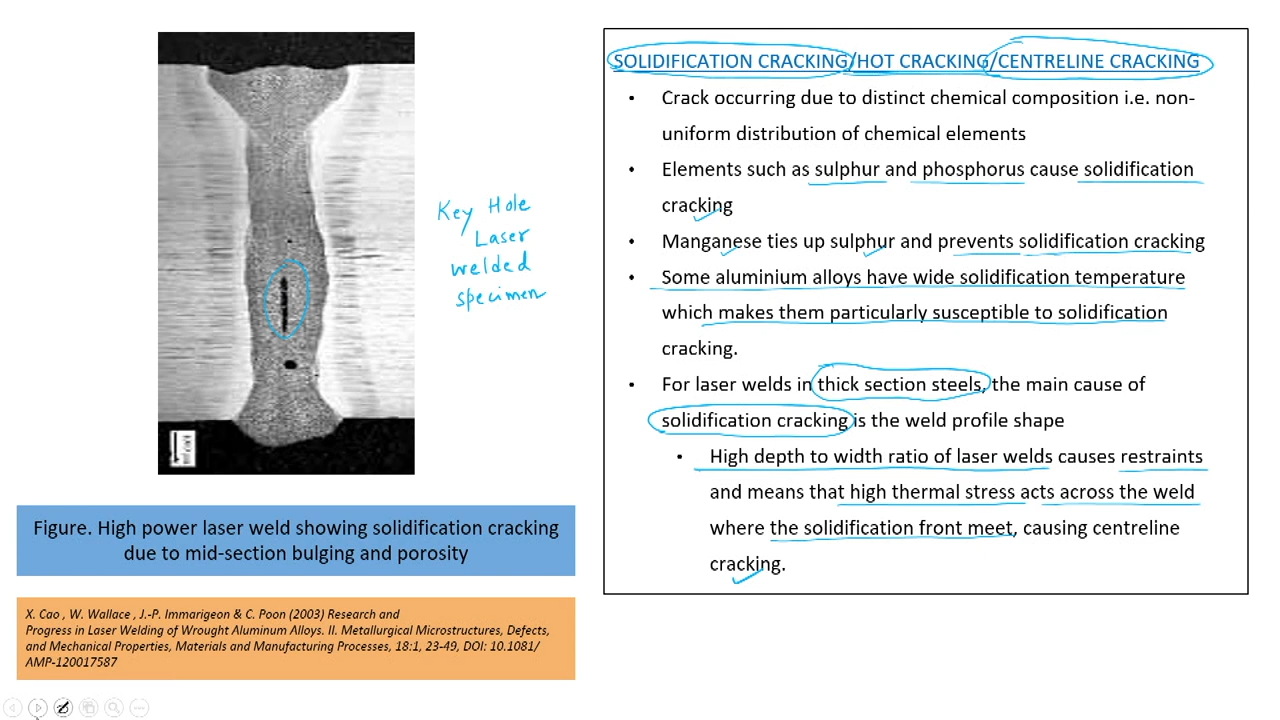 SOLIDIFICATION CRACKING/HOT CRACKING/CENTRELINE CRACKING
• Crack occurring due to distinct chemical composition i.e. non-
uniform distribution of chemical elements
• Elements such as sulphur and phosphorus cause solidification
cracking
• Manganese ties up sulphur and prevents solidification cracking
• Some aluminium alloys have wide solidification temperature
which makes them particularly susceptible to solidification
cracking.
• For laser welds in thick section steels, the main cause of
solidification cracking is the weld profile shape
• High depth to width ratio of laser welds causes restraints
and means that high thermal stress acts across the weld
where the solidification front meet, causing centreline
cracking.
Key Hole
Laser
welded
specimen
Figure. High power laser weld showing solidification cracking
due to mid-section bulging and porosity
X. Cao , W. Wallace , J.-P. Immarigeon & C. Poon (2003) Research and
Progress in Laser Welding of Wrought Aluminum Alloys. II. Metallurgical Microstructures, Defects,
and Mechanical Properties, Materials and Manufacturing Processes, 18:1, 23-49, DOI: 10.1081/
AMP-120017587